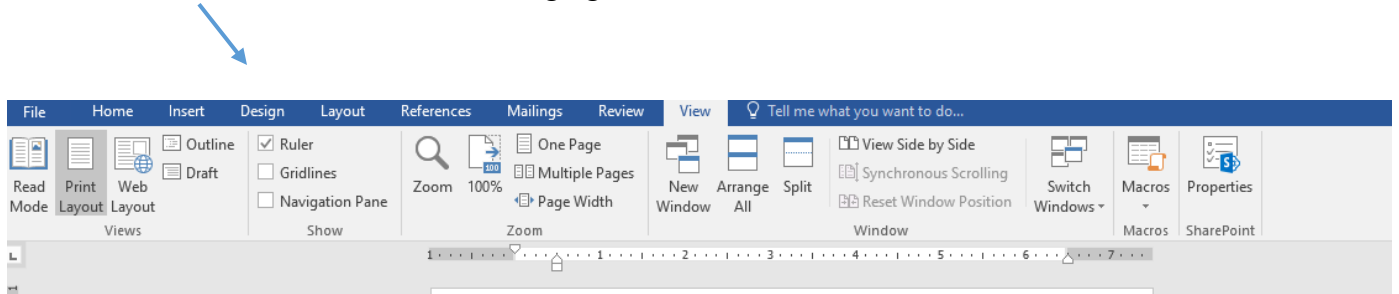 File Home Insert Design Layout References Mailings Review View Tell me what you want to do...
Read Mode
Print Layout
Web Layout
Outline
Draft
Views
Ruler
Gridlines
Navigation Pane
Show
Zoom
100%
100
One Page
Multiple Pages
Page Width
Zoom
New Window
Arrange All
Split
View Side by Side
Synchronous Scrolling
Reset Window Position
Switch Windows
Window
Macros
Macros
S
Properties
SharePoint
L
1 1 2 3 4 5 6 7
1